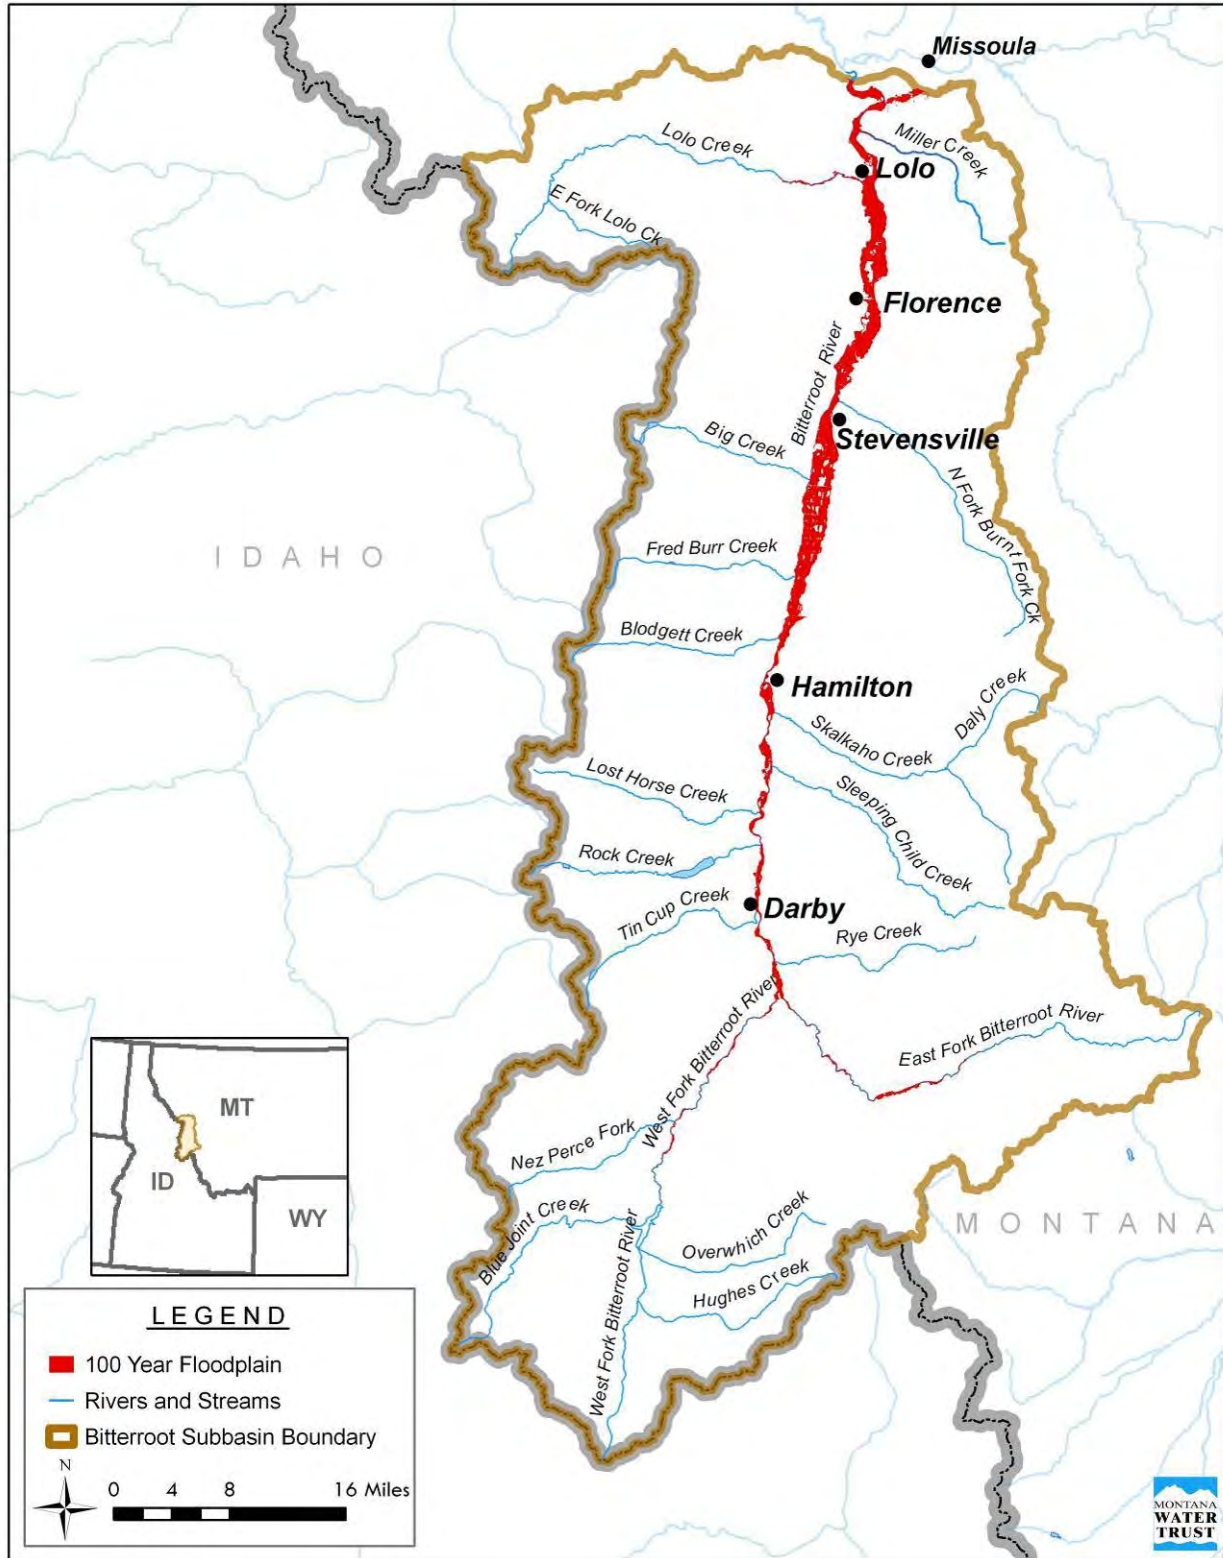 Missoula
Miller Creek
Lolo Creek
Lolo
E Fork Lolo Ck
Florence
Bitterroot River
Big Creek
Stevensville
N Fork Burnt Fork Ck
IDAHO
Fred Burr Creek
Blodgett Creek
Hamilton
Daly Creek
Skalkaho Creek
Lost Horse Creek
Sleeping Child Creek
Rock Creek
Tin Cup Creek
Darby
Rye Creek
West Fork Bitterroot River
East Fork Bitterroot River
Nez Perce Fork
Blue Joint Creek
Overwhich Creek
MONTANA
Hughes Creek
West Fork Bitterroot River
MT
ID
WY
LEGEND
100 Year Floodplain
Rivers and Streams
Bitterroot Subbasin Boundary
N
0 4 8 16 Miles
MONTANA
WATER
TRUST